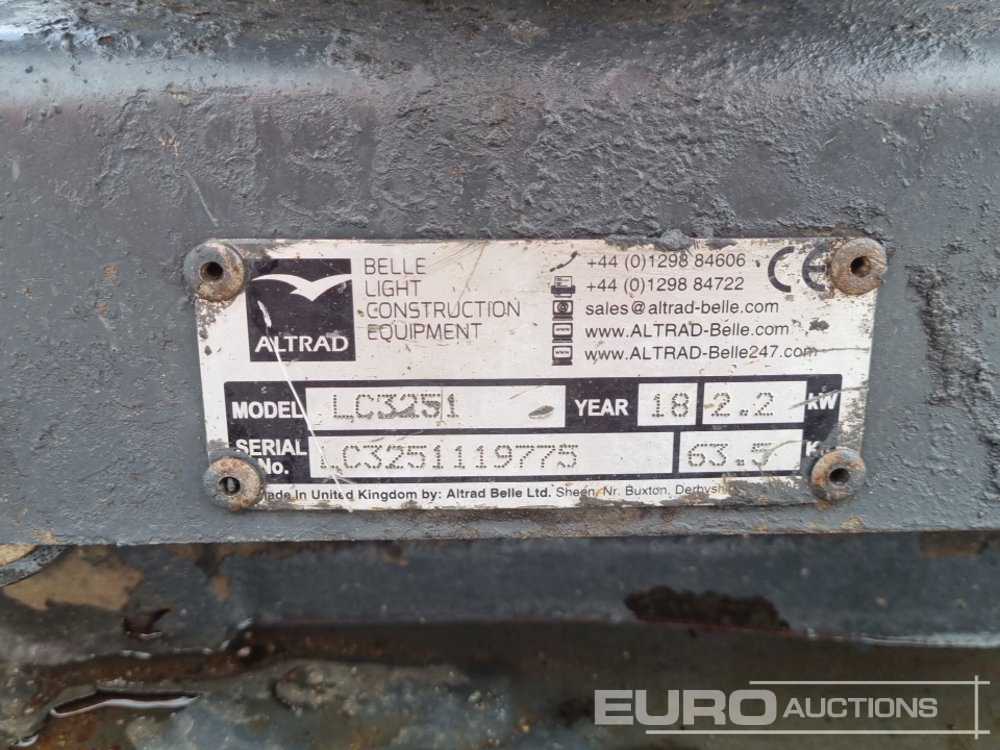 ALTRAD
BELLE
LIGHT
CONSTRUCTION
EQUIPMENT
+44 (0)1298 84606
+44 (0)1298 84722
sales@altrad-belle.com
www.ALTRAD-Belle.com
www.ALTRAD-Belle247.com
CE
MODEL LC3251 YEAR 18 2.2 kW
SERIAL No. LC3251119775 63.5
Made in United Kingdom by: Altrad Belle Ltd. Sheen, Nr. Buxton,
EURO AUCTIONS